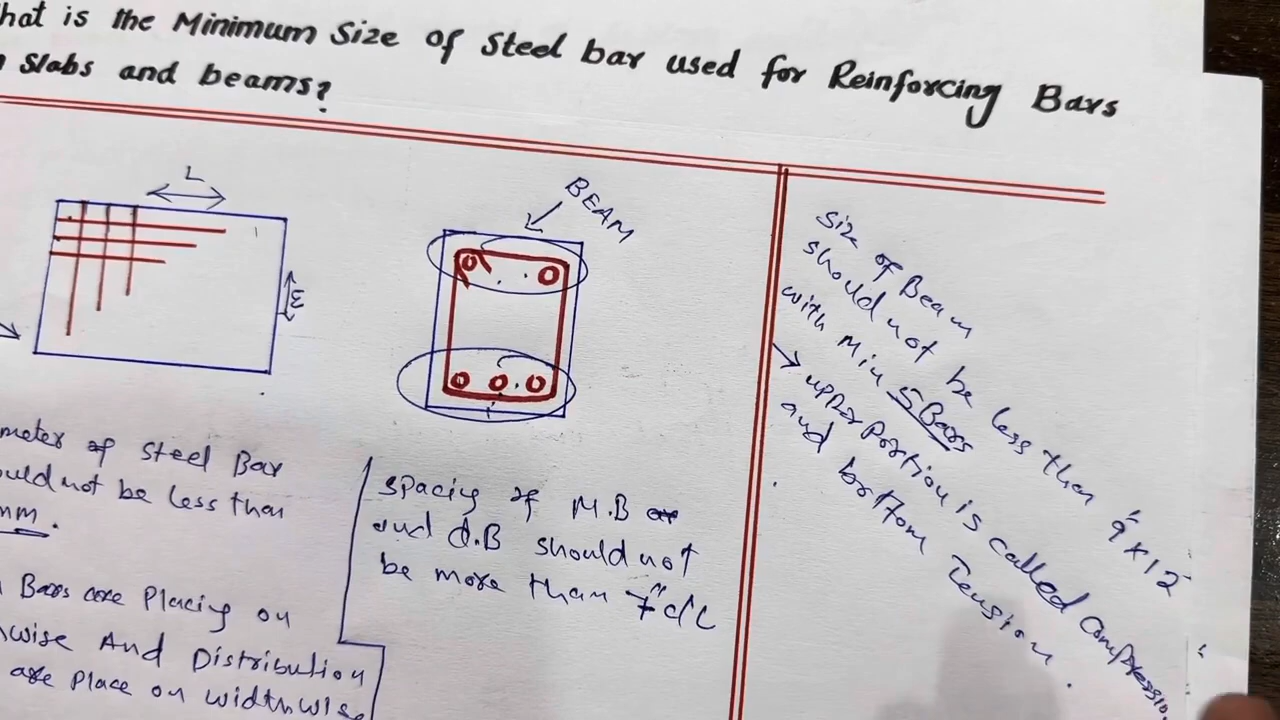 hat is the Minimum Size of Steel bar used for Reinforcing Bars
Slabs and beams?
L
W
BEAM
meter of Steel Bar
ould not be Less than
mm.
Bars are Placing on
wise And Distribution
are Place on widthwise
Spacing of M.B or
and d.B should not
be more than 7" c/c
Size of Beam
should not be less than 9" x 12"
with Min 5 Bars
→ upper Portion is called Compression
and bottom Tension.